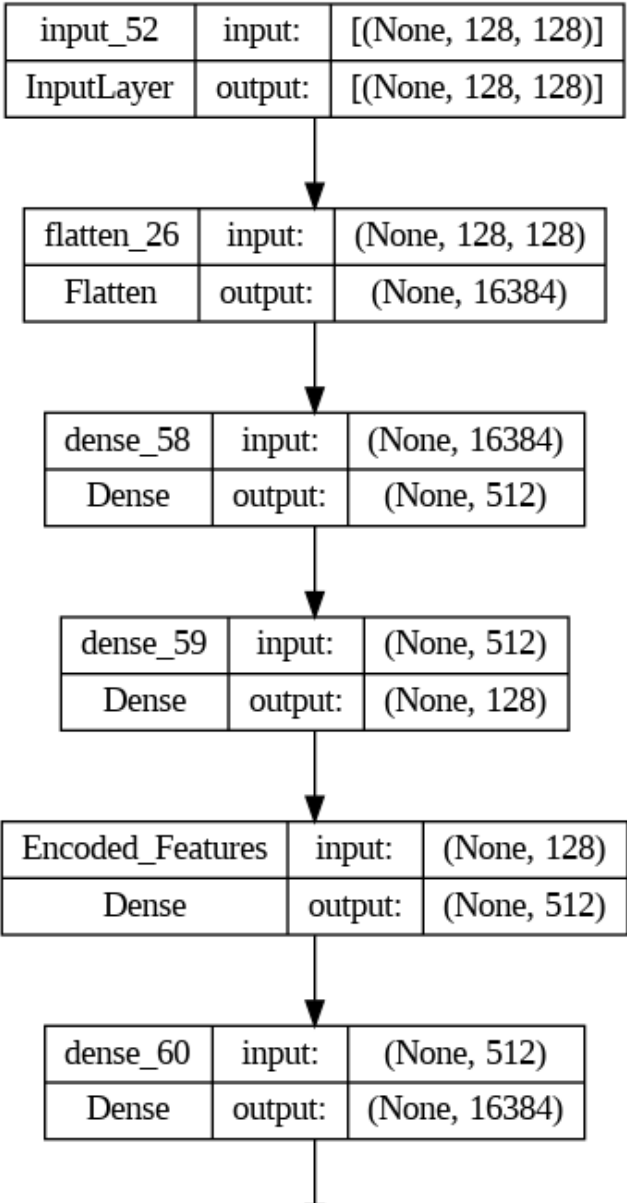 input_52 input: [(None, 128, 128)]
InputLayer output: [(None, 128, 128)]
flatten_26 input: (None, 128, 128)
Flatten output: (None, 16384)
dense_58 input: (None, 16384)
Dense output: (None, 512)
dense_59 input: (None, 512)
Dense output: (None, 128)
Encoded_Features input: (None, 128)
Dense output: (None, 512)
dense_60 input: (None, 512)
Dense output: (None, 16384)